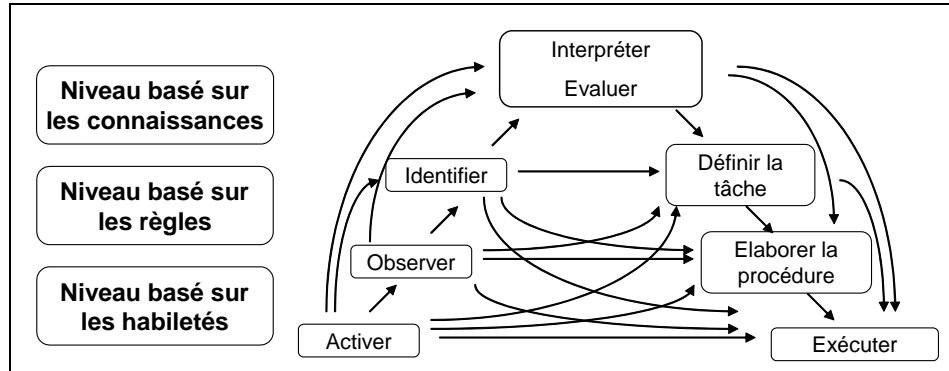 Niveau basé sur
les connaissances
Niveau basé sur
les règles
Niveau basé sur
les habiletés
Interpréter
Evaluer
Identifier
Définir la
tâche
Observer
Elaborer la
procédure
Activer
Exécuter